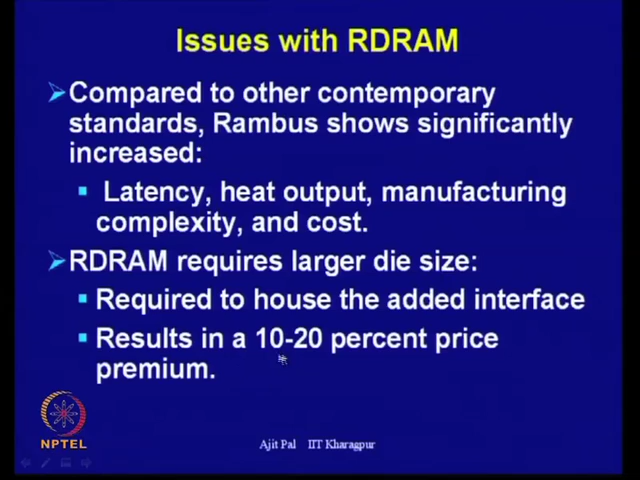 Issues with RDRAM
Compared to other contemporary
standards, Rambus shows significantly
increased:
Latency, heat output, manufacturing
complexity, and cost.
RDRAM requires larger die size:
Required to house the added interface
Results in a 10-20 percent price
premium.
NPTEL
Ajit Pal IIT Kharagpur